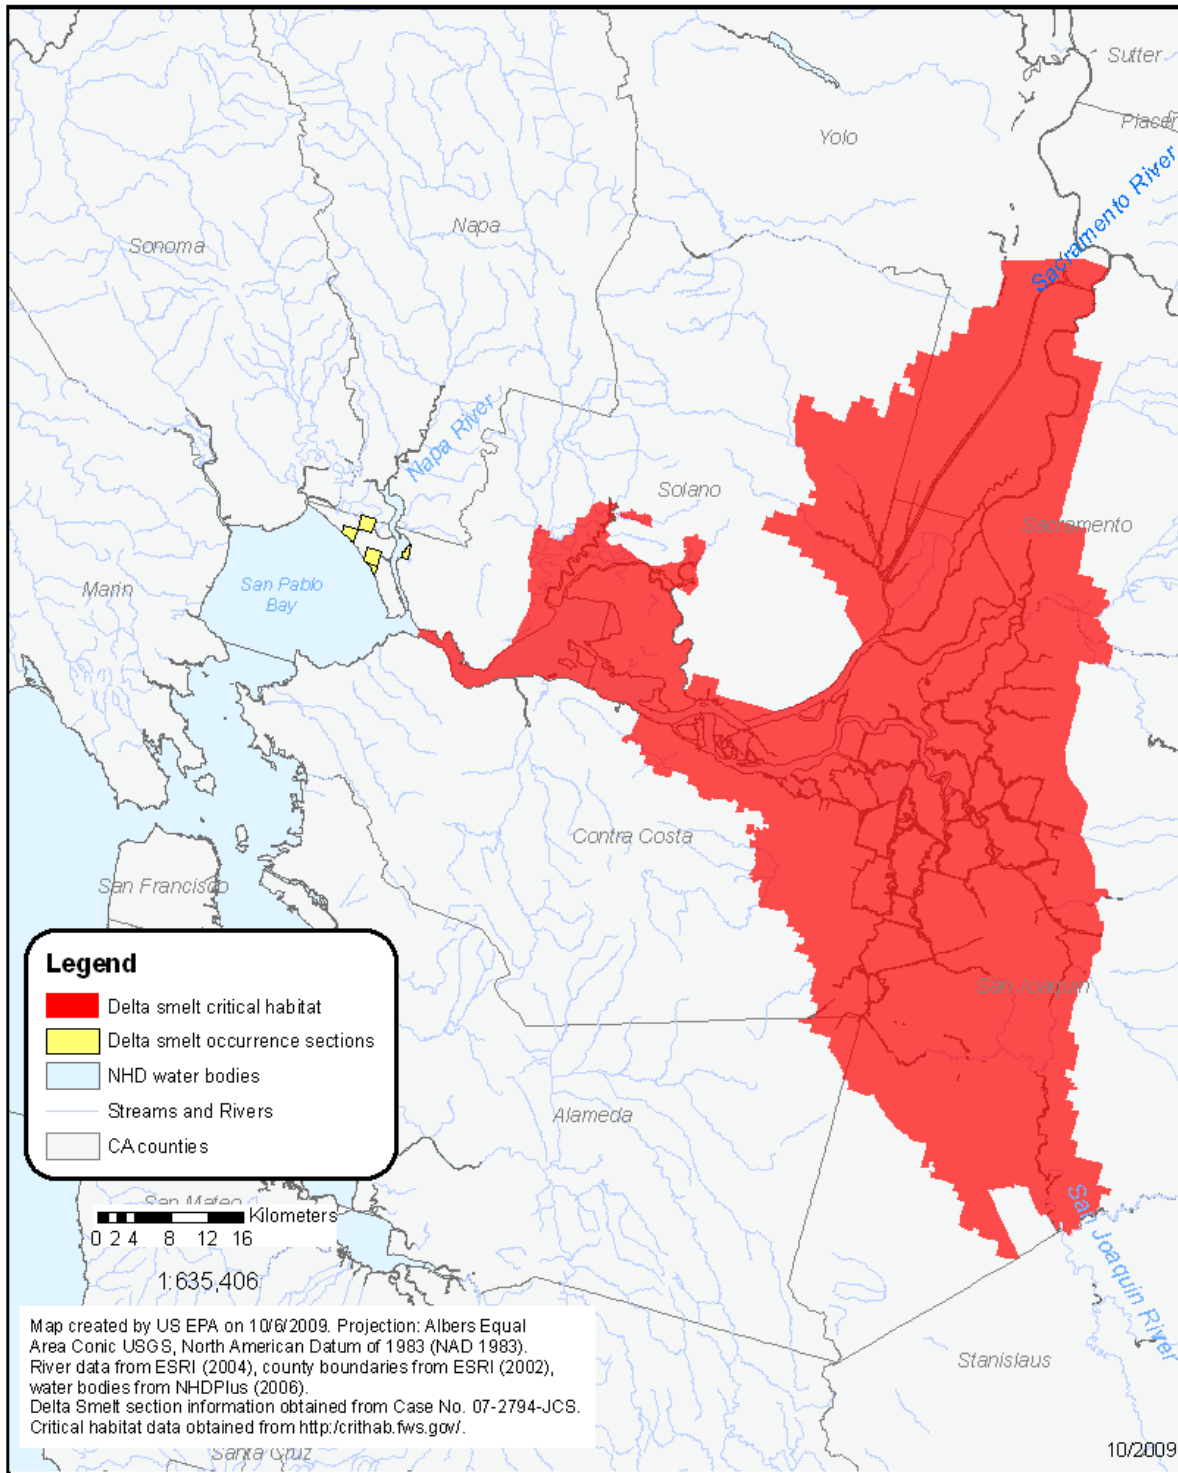 Sutter
Placer
Yolo
Sacramento River
Napa
Sonoma
Napa River
Solano
Sacramento
San Pablo
Bay
Marin
Contra Costa
San Francisco
San Joaquin
Legend
Delta smelt critical habitat
Delta smelt occurrence sections
NHD water bodies
Streams and Rivers
CA counties
Alameda
San Mateo
Kilometers
0 2 4 8 12 16
1:635,406
San Joaquin River
Stanislaus
Map created by US EPA on 10/6/2009. Projection: Albers Equal
Area Conic USGS, North American Datum of 1983 (NAD 1983).
River data from ESRI (2004), county boundaries from ESRI (2002),
water bodies from NHDPlus (2006).
Delta Smelt section information obtained from Case No. 07-2794-JCS.
Critical habitat data obtained from http:/crithab.fws.gov/.
Santa Cruz
10/2009